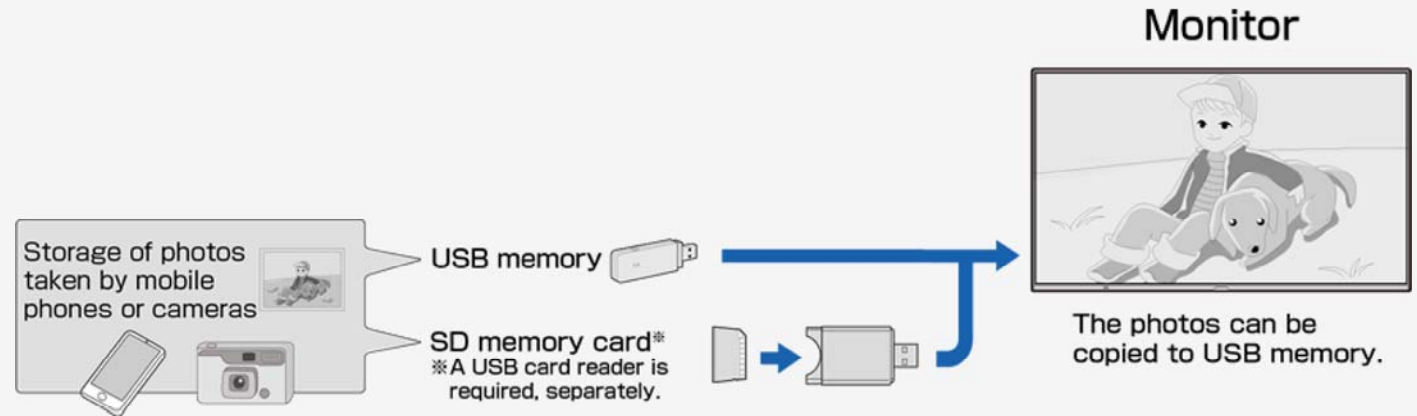 Monitor
Storage of photos
taken by mobile
phones or cameras
USB memory
SD memory card※
※A USB card reader is
required, separately.
The photos can be
copied to USB memory.